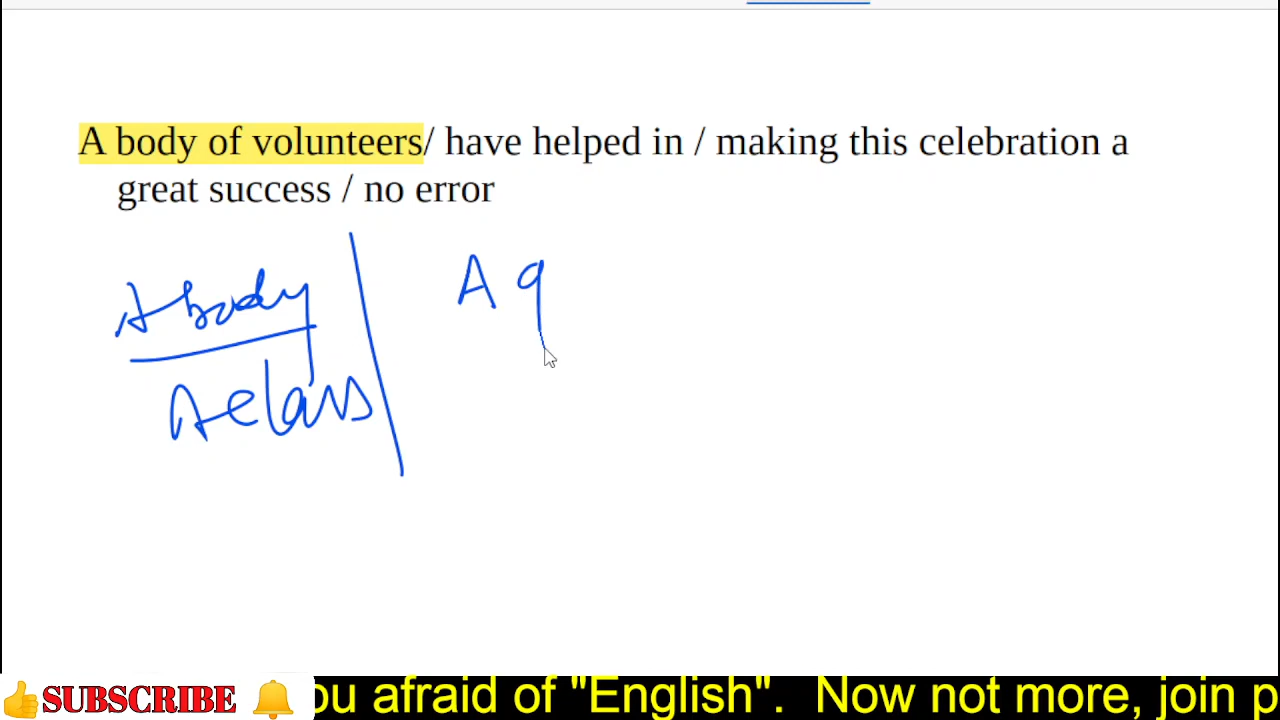 A body of volunteers/ have helped in / making this celebration a
great success / no error
A body
A class
A g
SUBSCRIBE
ou afraid of "English".  Now not more, join p